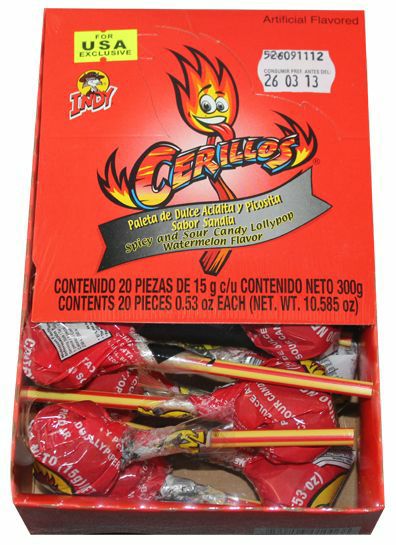 Artificial Flavored
FOR
USA
EXCLUSIVE
526091112
CONSUMIR PREF. ANTES DEL:
26 03 13
INDY
CERILLOS®
Paleta de Dulce Acidita y Picosita
Sabor Sandía
Spicy and Sour Candy Lollypop
Watermelon Flavor
CONTENIDO 20 PIEZAS DE 15 g c/u CONTENIDO NETO 300g
CONTENTS 20 PIECES 0.53 oz EACH (NET. WT. 10.585 oz)